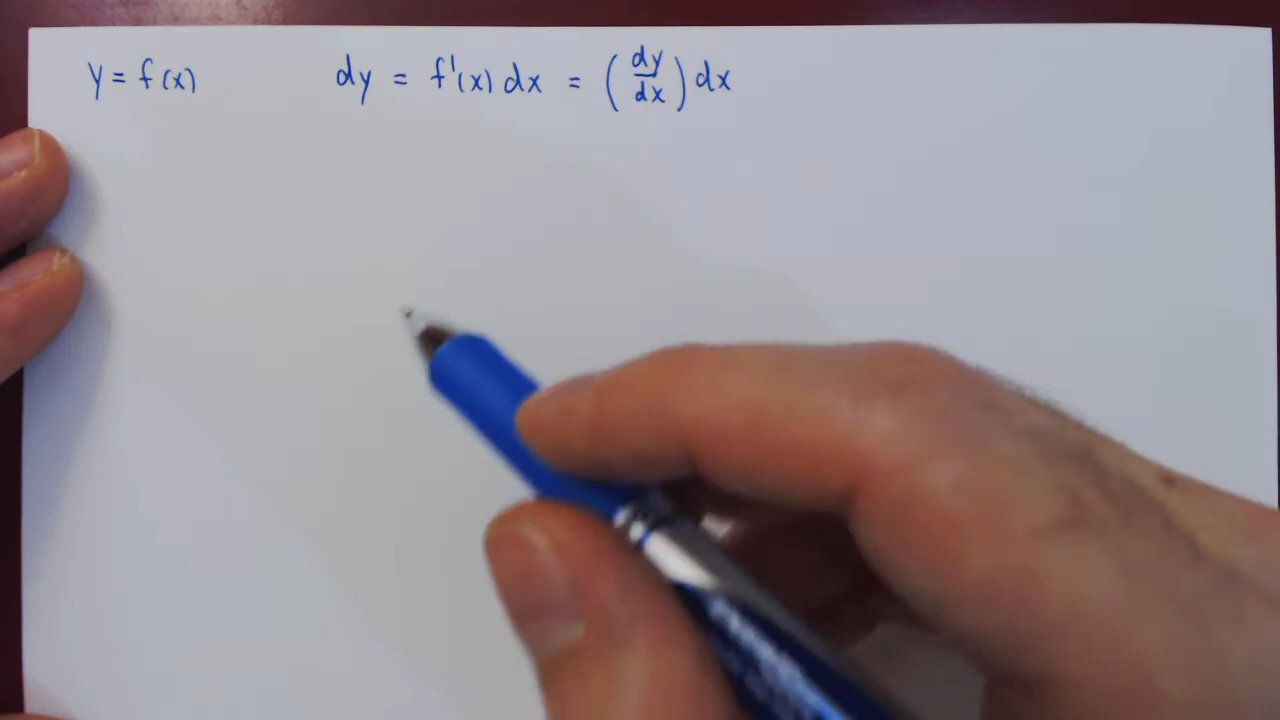 y = f(x) dy = f'(x) dx = (dy/dx) dx